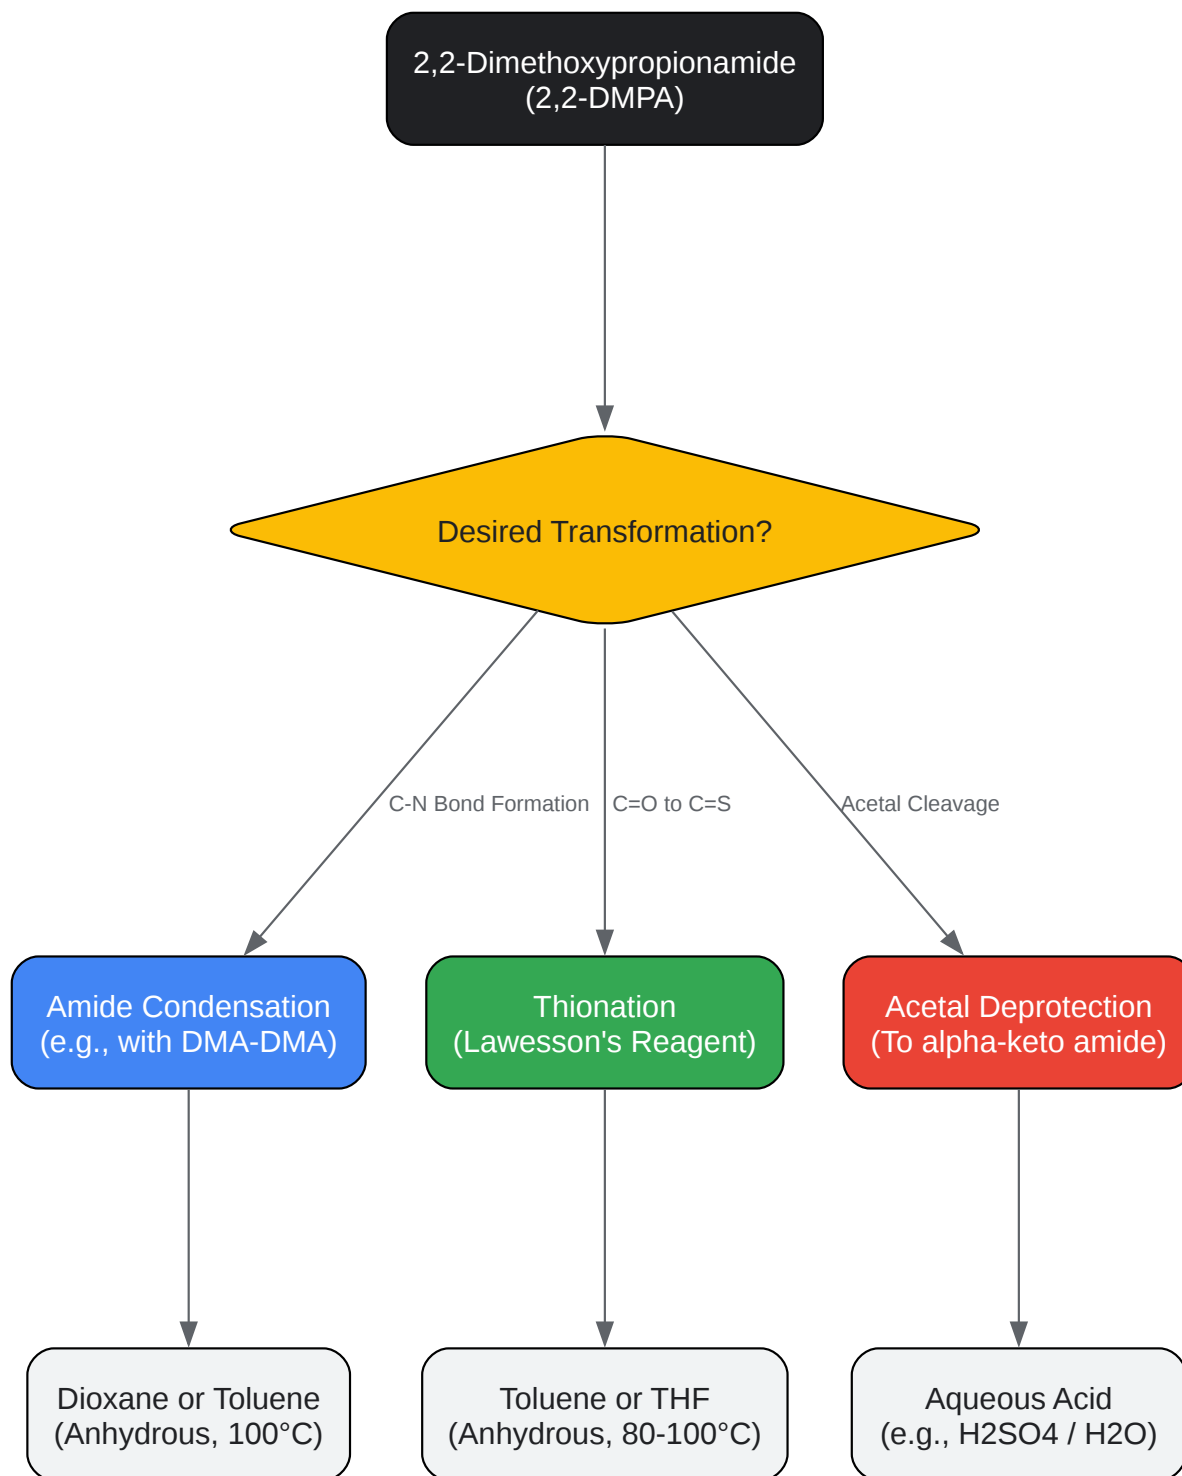 2,2-Dimethoxypropionamide
(2,2-DMPA)
Desired Transformation?
C-N Bond Formation
C=O to C=S
Acetal Cleavage
Amide Condensation
(e.g., with DMA-DMA)
Thionation
(Lawesson's Reagent)
Acetal Deprotection
(To alpha-keto amide)
Dioxane or Toluene
(Anhydrous, 100°C)
Toluene or THF
(Anhydrous, 80-100°C)
Aqueous Acid
(e.g., H2SO4 / H2O)